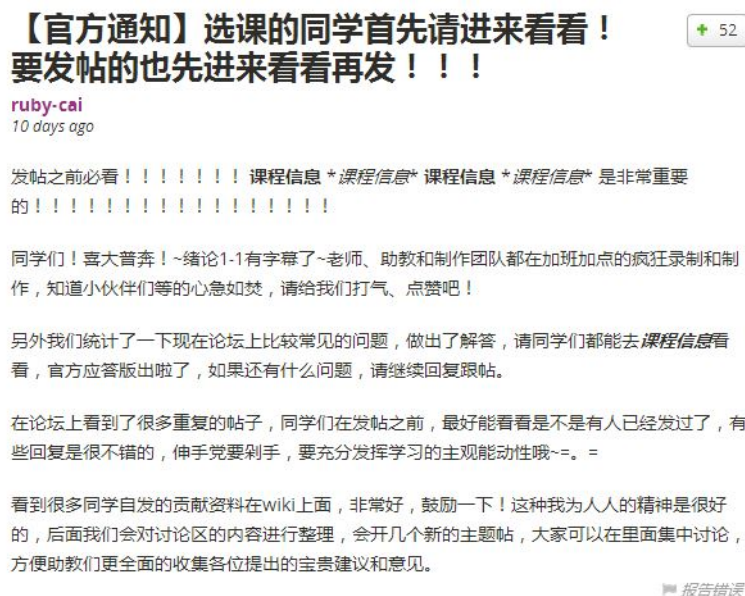 【官方通知】选课的同学首先请进来看看！
要发帖的也先进来看看再发！！！
+ 52
ruby-cai
10 days ago
发帖之前必看！！！！！！！ 课程信息 *课程信息* 课程信息 *课程信息* 是非常重要
的！！！！！！！！！！！！！！！！！
同学们！喜大普奔！~绪论1-1有字幕了~老师、助教和制作团队都在加班加点的疯狂录制和制
作，知道小伙伴们等的心急如焚，请给我们打气、点赞吧！
另外我们统计了一下现在论坛上比较常见的问题，做出了解答，请同学们都能去课程信息看
看，官方应答版出啦了，如果还有什么问题，请继续回复跟帖。
在论坛上看到了很多重复的帖子，同学们在发帖之前，最好能看看是不是有人已经发过了，有
些回复是很不错的，伸手党要剁手，要充分发挥学习的主观能动性哦~=。=
看到很多同学自发的贡献资料在wiki上面，非常好，鼓励一下！这种我为人人的精神是很好
的，后面我们会对讨论区的内容进行整理，会开几个新的主题帖，大家可以在里面集中讨论，
方便助教们更全面的收集各位提出的宝贵建议和意见。
报告错误